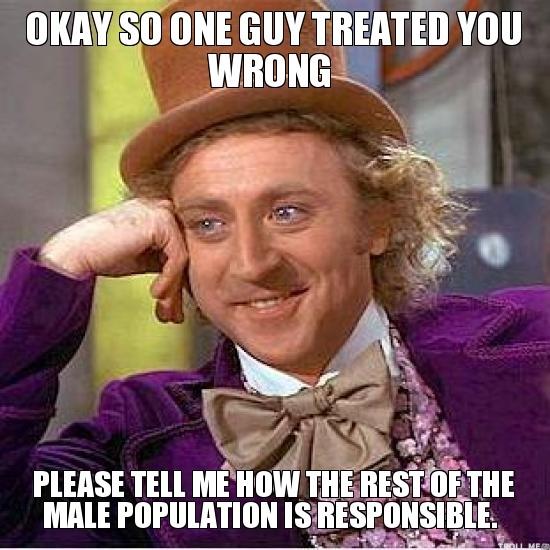 OKAY SO ONE GUY TREATED YOU
WRONG
PLEASE TELL ME HOW THE REST OF THE
MALE POPULATION IS RESPONSIBLE.